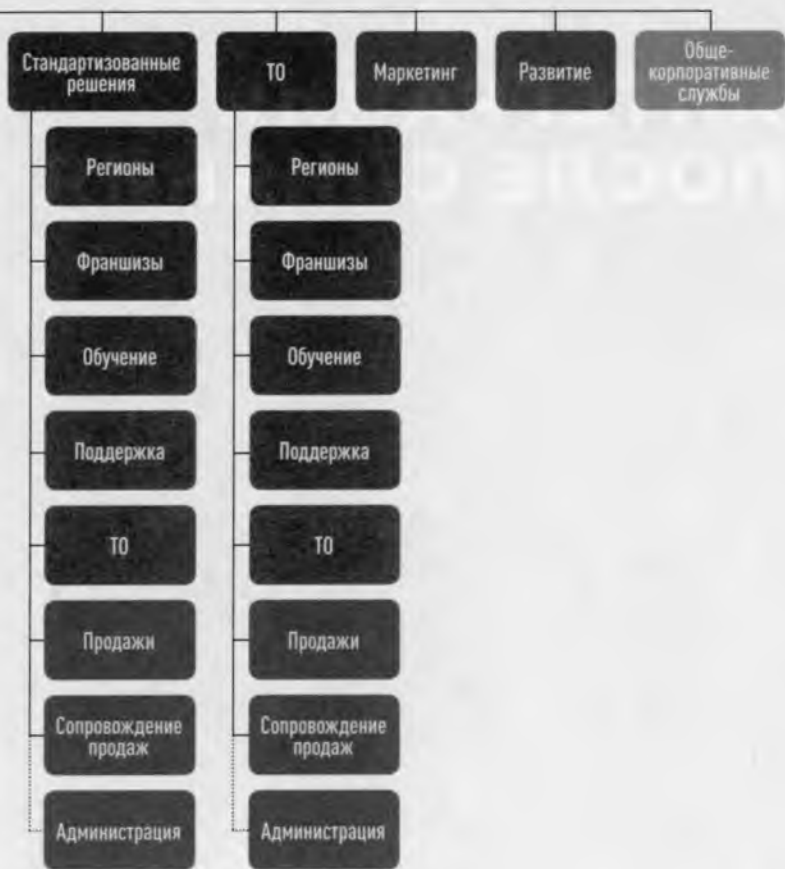 Стандартизованные
решения
ТО
Маркетинг
Развитие
Обще-
корпоративные
службы
Регионы
Франшизы
Обучение
Поддержка
ТО
Продажи
Сопровождение
продаж
Администрация
Регионы
Франшизы
Обучение
Поддержка
ТО
Продажи
Сопровождение
продаж
Администрация